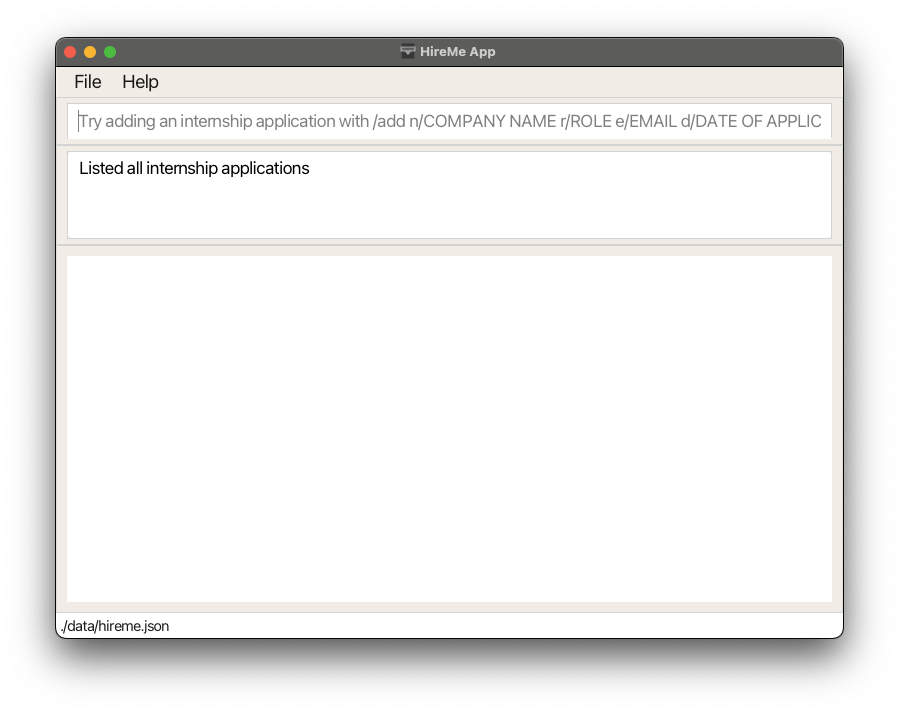 HireMe App
File Help
Try adding an internship application with /add n/COMPANY NAME r/ROLE e/EMAIL d/DATE OF APPLIC
Listed all internship applications
./data/hireme.json